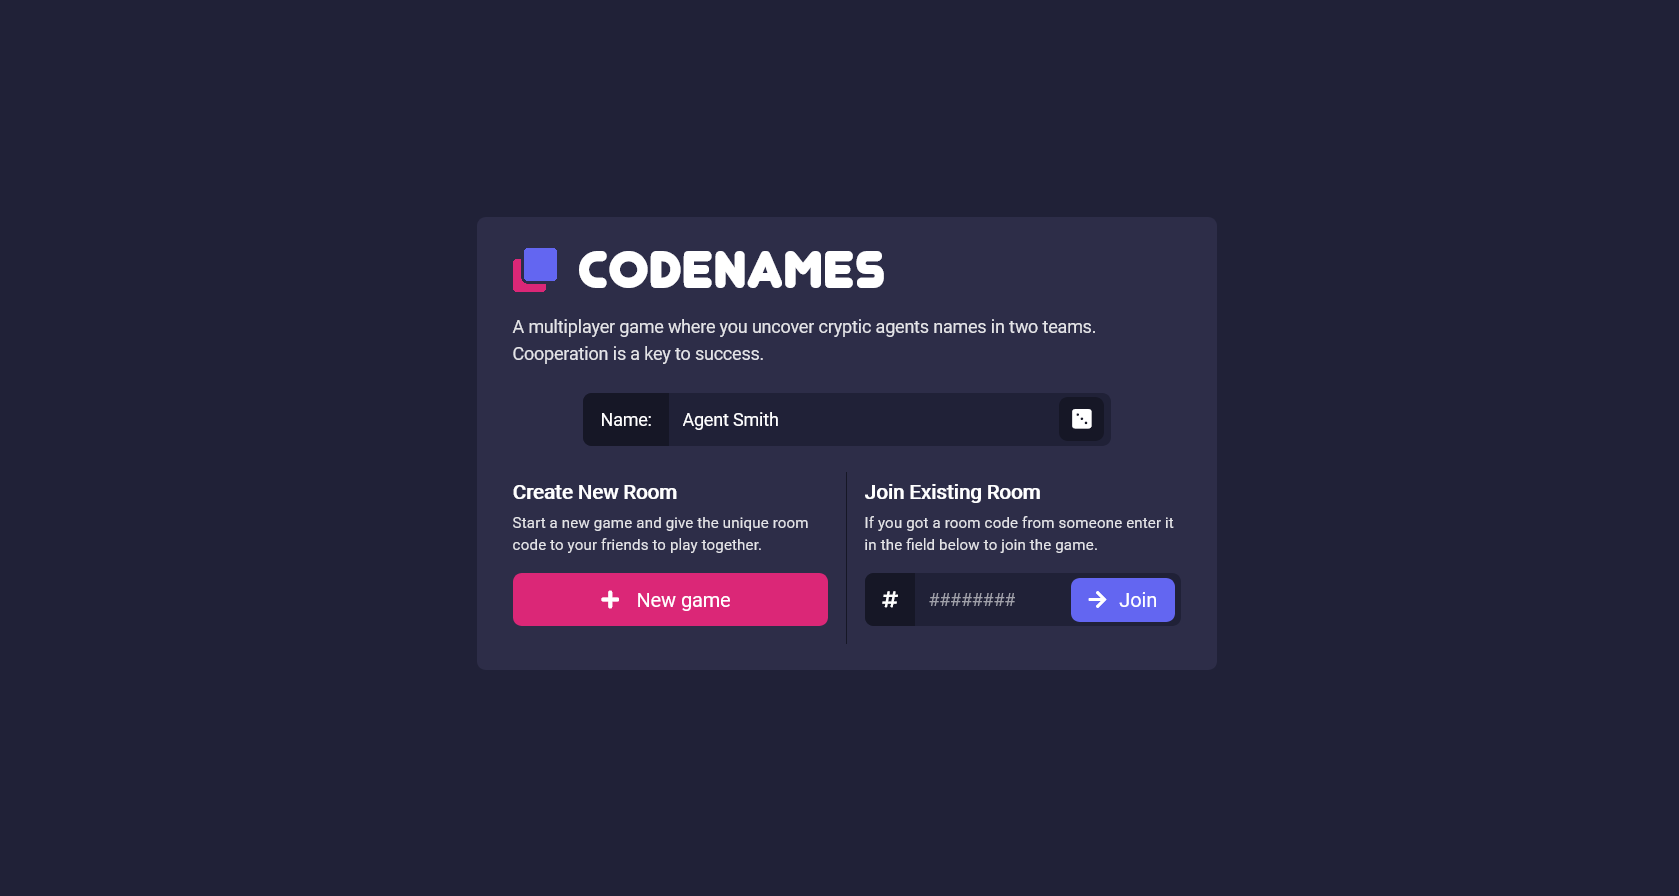 CODENAMES
A multiplayer game where you uncover cryptic agents names in two teams.
Cooperation is a key to success.
Name: Agent Smith
Create New Room
Start a new game and give the unique room
code to your friends to play together.
New game
Join Existing Room
If you got a room code from someone enter it
in the field below to join the game.
# ######## Join